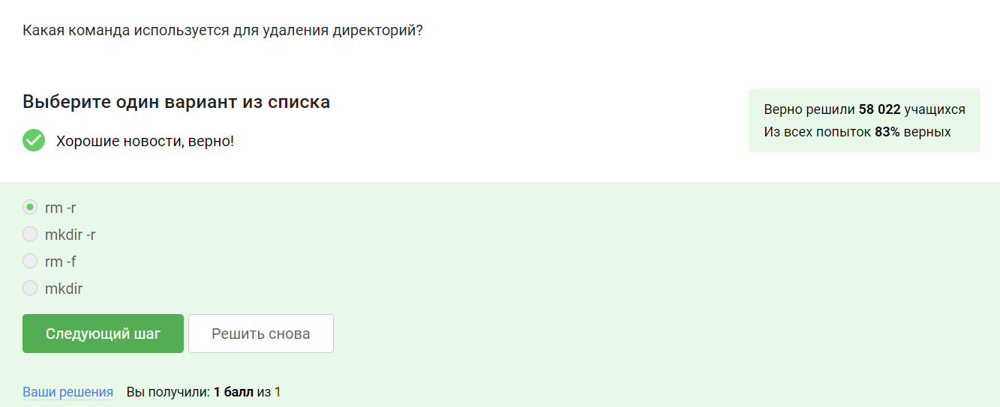 Какая команда используется для удаления директорий?
Выберите один вариант из списка
Верно решили 58 022 учащихся
Из всех попыток 83% верных
Хорошие новости, верно!
rm -r
mkdir -r
rm -f
mkdir
Следующий шаг
Решить снова
Ваши решения Вы получили: 1 балл из 1